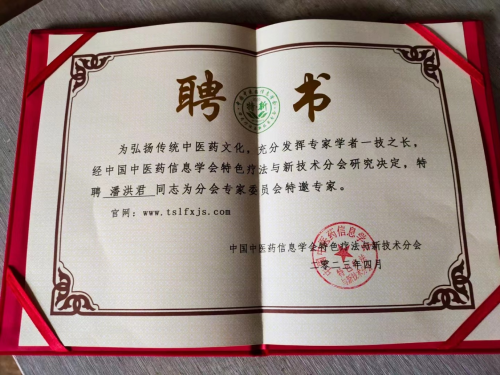 聘书
为弘扬传统中医药文化，充分发挥专家学者一技之长，
经中国中医药信息学会特色疗法与新技术分会研究决定，特
聘 潘洪君 同志为分会专家委员会特邀专家。
官网：www.tslfxjs.com
中国中医药信息学会特色疗法与新技术分会
二〇二三年四月